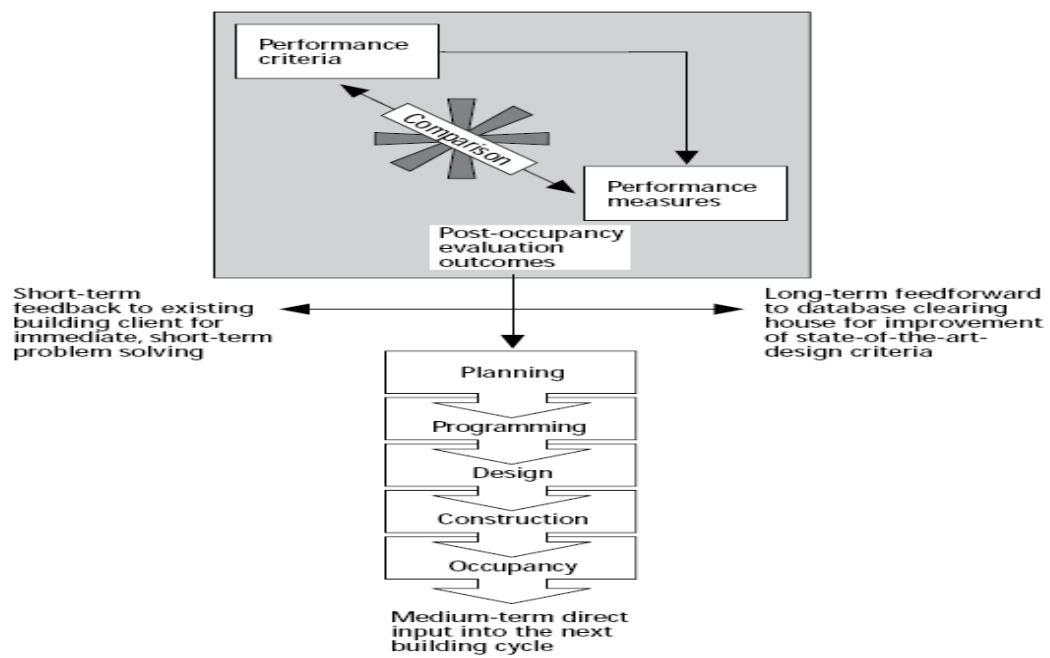 Performance
criteria
Comparison
Performance
measures
Post-occupancy
evaluation
outcomes
Short-term
feedback to existing
building client for
immediate, short-term
problem solving
Long-term feedforward
to database clearing
house for improvement
of state-of-the-art-
design criteria
Planning
Programming
Design
Construction
Occupancy
Medium-term direct
input into the next
building cycle